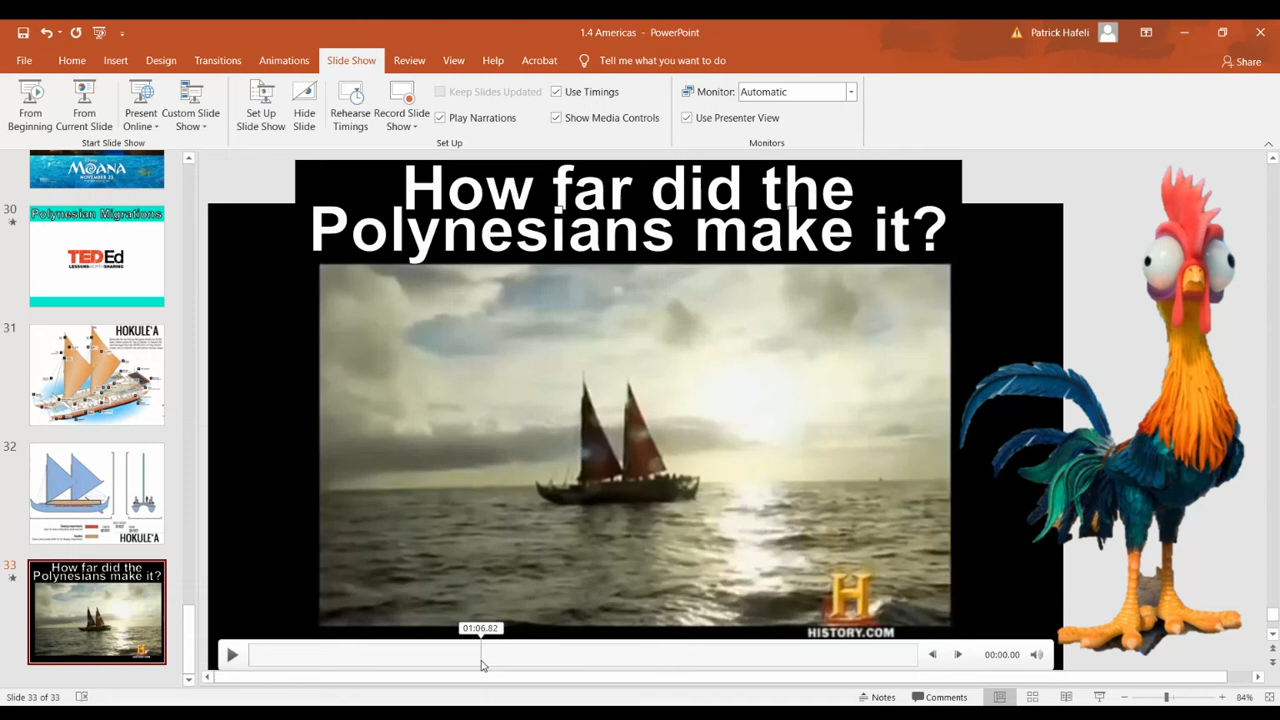 1.4 Americas - PowerPoint
Patrick Hafeli
File Home Insert Design Transitions Animations Slide Show Review View Help Acrobat Tell me what you want to do
Share
From Beginning
From Current Slide
Present Online
Custom Slide Show
Start Slide Show
Set Up Slide Show
Hide Slide
Rehearse Timings
Record Slide Show
Keep Slides Updated
Play Narrations
Use Timings
Show Media Controls
Set Up
Monitor: Automatic
Use Presenter View
Monitors
MOANA
NOVEMBER 23
30
Polynesian Migrations
TEDEd
LESSONS WORTH SHARING
31
HOKULE'A
32
HOKULE'A
33
How far did the
Polynesians make it?
How far did the
Polynesians make it?
H
HISTORY.COM
01:06.82
00:00.00
Slide 33 of 33
Notes
Comments
84%